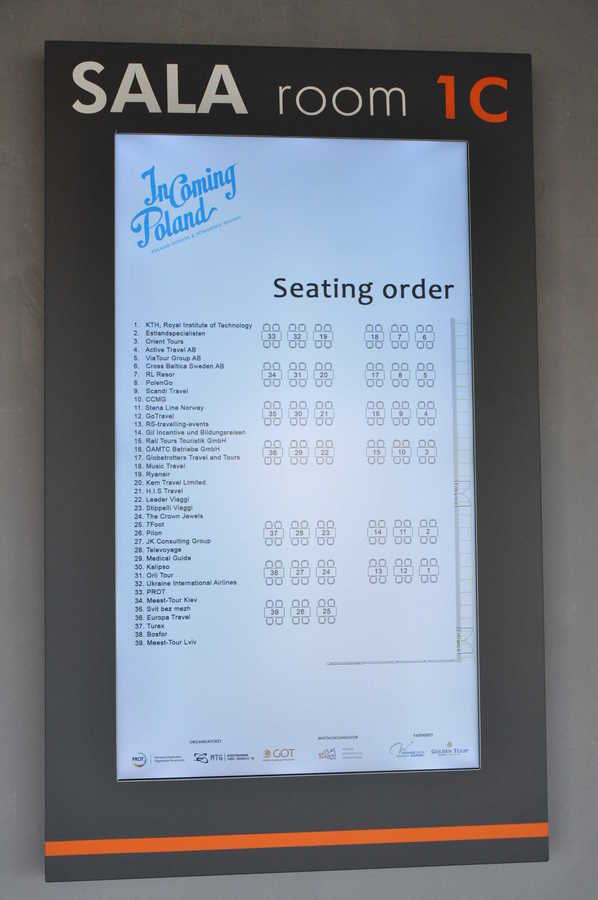 SALA room 1C
InComing
Poland
Seating order
1. KTH, Royal Institute of Technology
2. Estlandspecialisten
3. Orient Tours
4. Active Travel AB
5. ViaTour Group AB
6. Cross Baltica Sweden AB
7. RL Resor
8. PolenGo
9. Scandi Travel
10. CCMG
11. Stena Line Norway
12. GoTravel
13. RS-travelling-events
14. Gil Incentive und Bildungsreisen
15. Rail Tours Touristik GmbH
16. ÖAMTC Betriebe GmbH
17. Globetrotters Travel and Tours
18. Music Travel
19. Ryanair
20. Kem Travel Limited
21. H.I.S Travel
22. Leader Viaggi
23. Stippelli Viaggi
24. The Crown Jewels
25. 7Foot
26. Pilon
27. JK Consulting Group
28. Televoyage
29. Medical Guide
30. Kalipso
31. Orli Tour
32. Ukraine International Airlines
33. PROT
34. Meest-Tour Kiev
35. Svit bez mezh
36. Europa Travel
37. Turex
38. Bosfor
39. Meest-Tour Lviv
33 32 19 18 7 6
34 31 20 17 8 5
35 30 21 16 9 4
36 29 22 15 10 3
37 28 23 14 11 2
38 27 24 13 12 1
39 26 25
PROT
MTG
GOT
GOLDEN TULIP